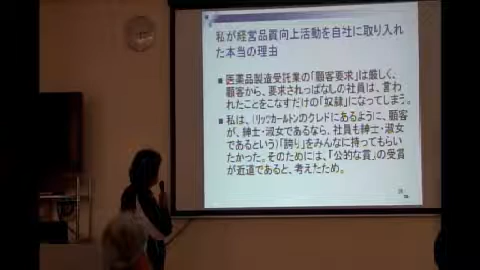 私が経営品質向上活動を自社に取り入れ
た本当の理由
■ 医薬品製造受託業の「顧客要求」は厳しく、
顧客から、要求されっぱなしの社員は、言わ
れたことをこなすだけの「奴隷」になってしまう。
■ 私は、(リッツカールトンのクレドにあるように、顧客
が、紳士・淑女であるなら、社員も紳士・淑女
であるという)「誇り」をみんなに持ってもらい
たかった。そのためには、「公的な賞」の受賞
が近道であると、考えたため。